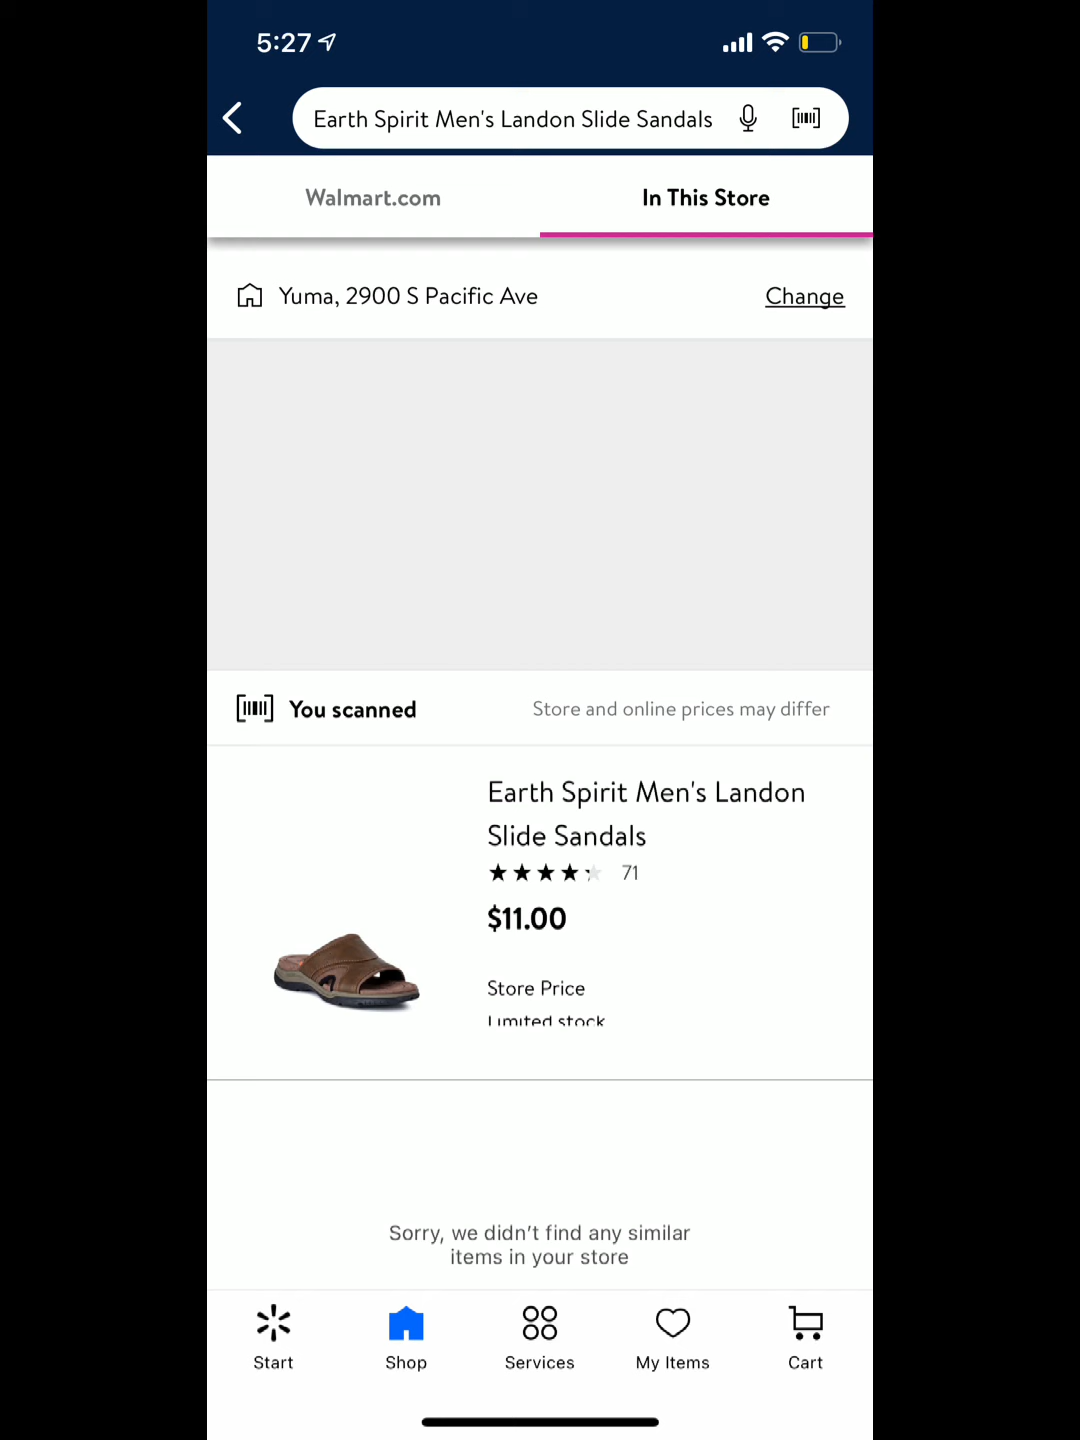 5:27
Earth Spirit Men's Landon Slide Sandals
Walmart.com
In This Store
Yuma, 2900 S Pacific Ave
Change
You scanned
Store and online prices may differ
Earth Spirit Men's Landon
Slide Sandals
71
$11.00
Store Price
Limited stock
Sorry, we didn't find any similar
items in your store
Start
Shop
Services
My Items
Cart